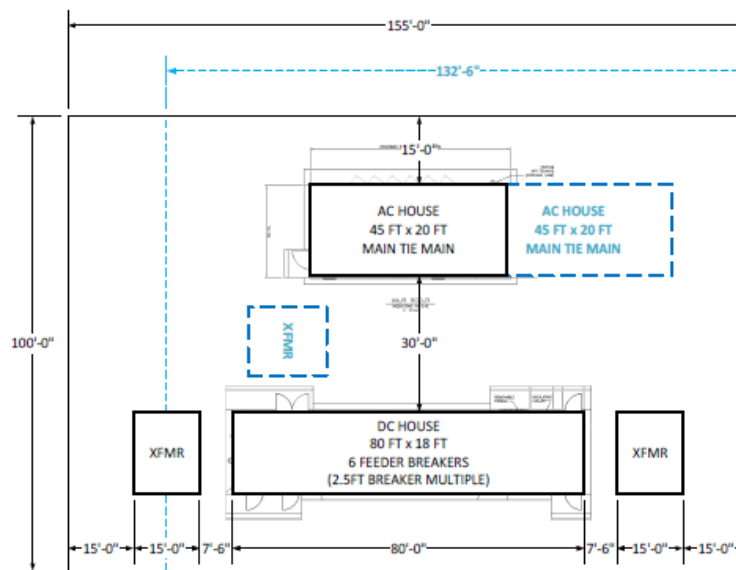 155'-0"
132'-6"
15'-0"
AC HOUSE
45 FT x 20 FT
MAIN TIE MAIN
AC HOUSE
45 FT x 20 FT
MAIN TIE MAIN
XFMR
100'-0"
30'-0"
XFMR
DC HOUSE
80 FT x 18 FT
6 FEEDER BREAKERS
(2.5FT BREAKER MULTIPLE)
XFMR
15'-0"
15'-0"
7'-6"
80'-0"
7'-6"
15'-0"
15'-0"